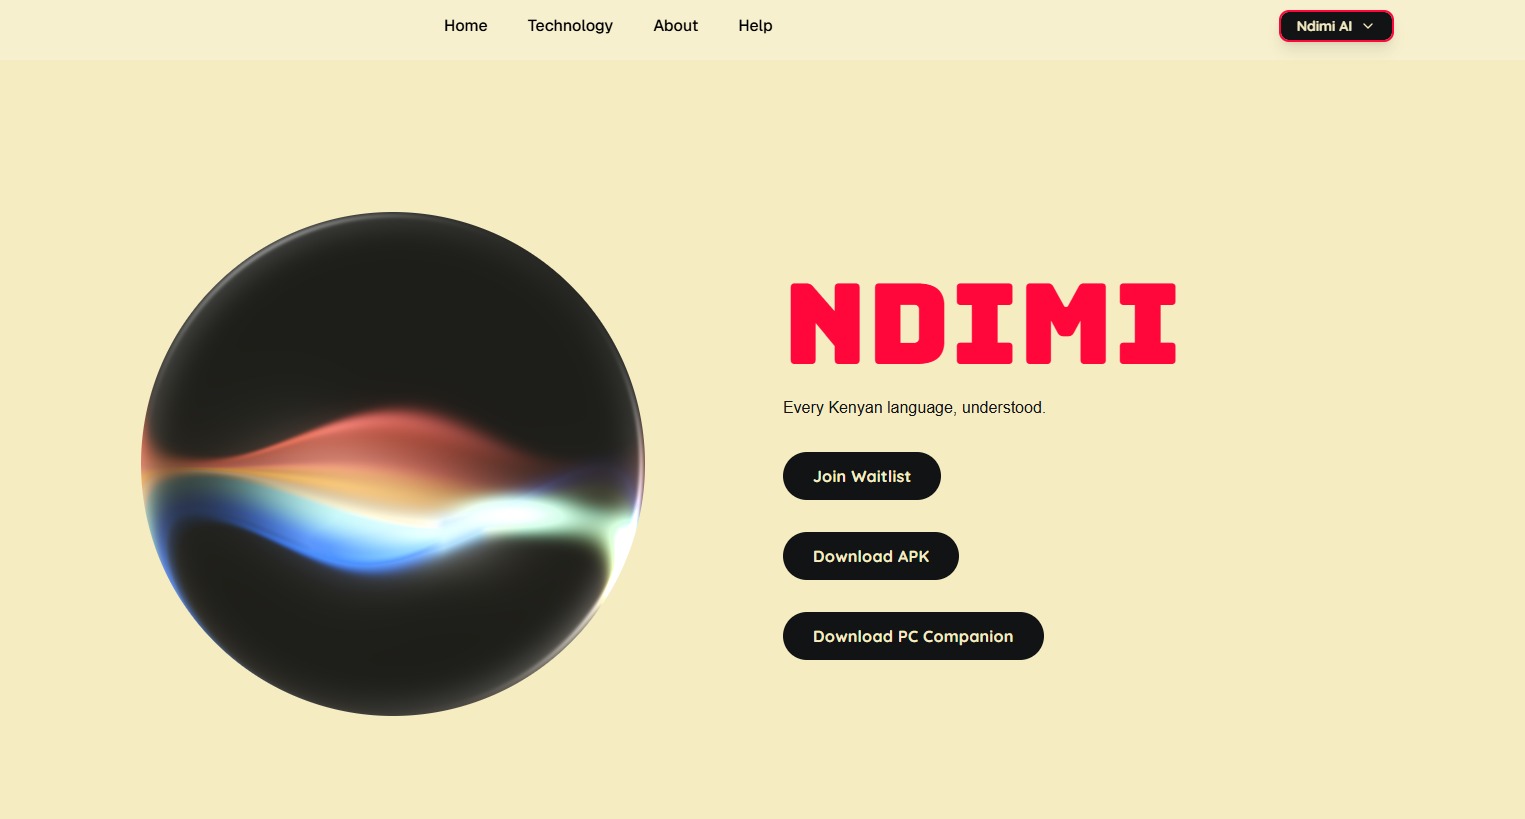 Home Technology About Help Ndimi AI
NDIMI
Every Kenyan language, understood.
Join Waitlist
Download APK
Download PC Companion